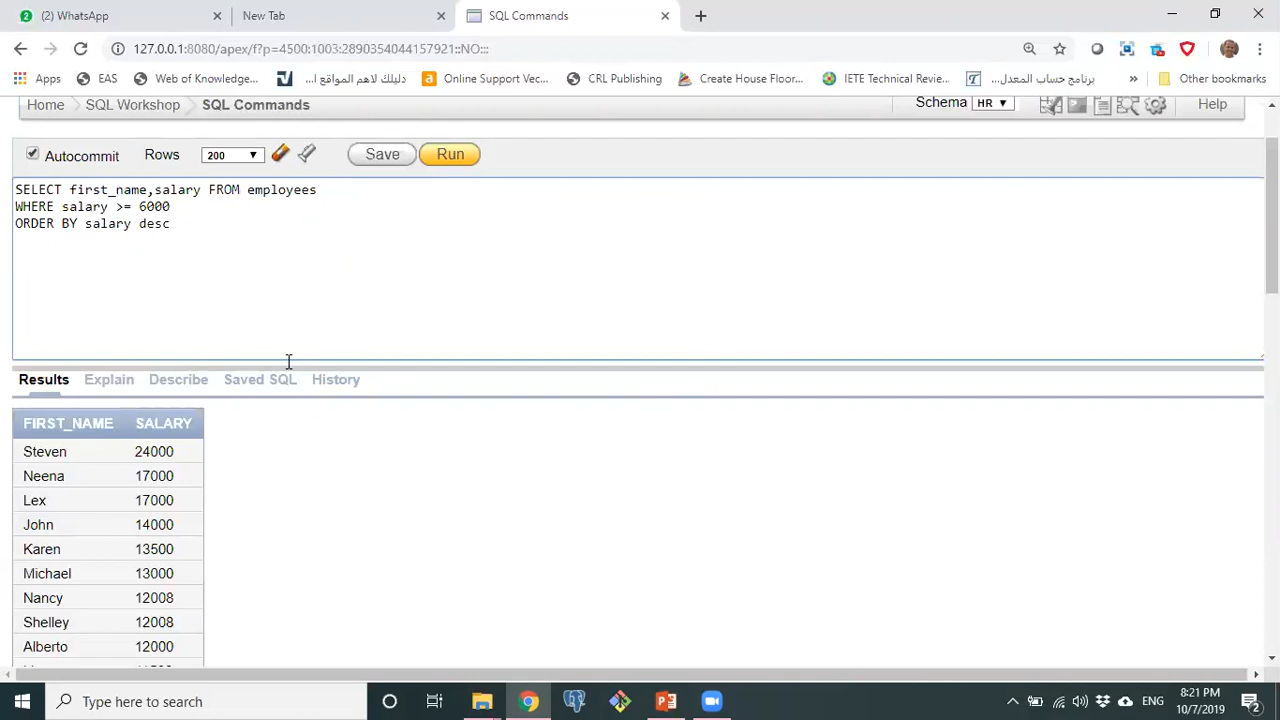 (2) WhatsApp
New Tab
SQL Commands
127.0.0.1:8080/apex/f?p=4500:1003:2890354044157921::NO:::
Apps
EAS
Web of Knowledge...
دليلك لاهم المواقع ا...
Online Support Vec...
CRL Publishing
Create House Floor...
IETE Technical Revie...
برنامج حساب المعدل...
Other bookmarks
Home
SQL Workshop
SQL Commands
Schema HR
Help
Autocommit
Rows 200
Save
Run
SELECT first_name,salary FROM employees
WHERE salary >= 6000
ORDER BY salary desc
Results
Explain
Describe
Saved SQL
History
FIRST_NAME SALARY
Steven 24000
Neena 17000
Lex 17000
John 14000
Karen 13500
Michael 13000
Nancy 12008
Shelley 12008
Alberto 12000
Type here to search
ENG
8:21 PM
10/7/2019
2